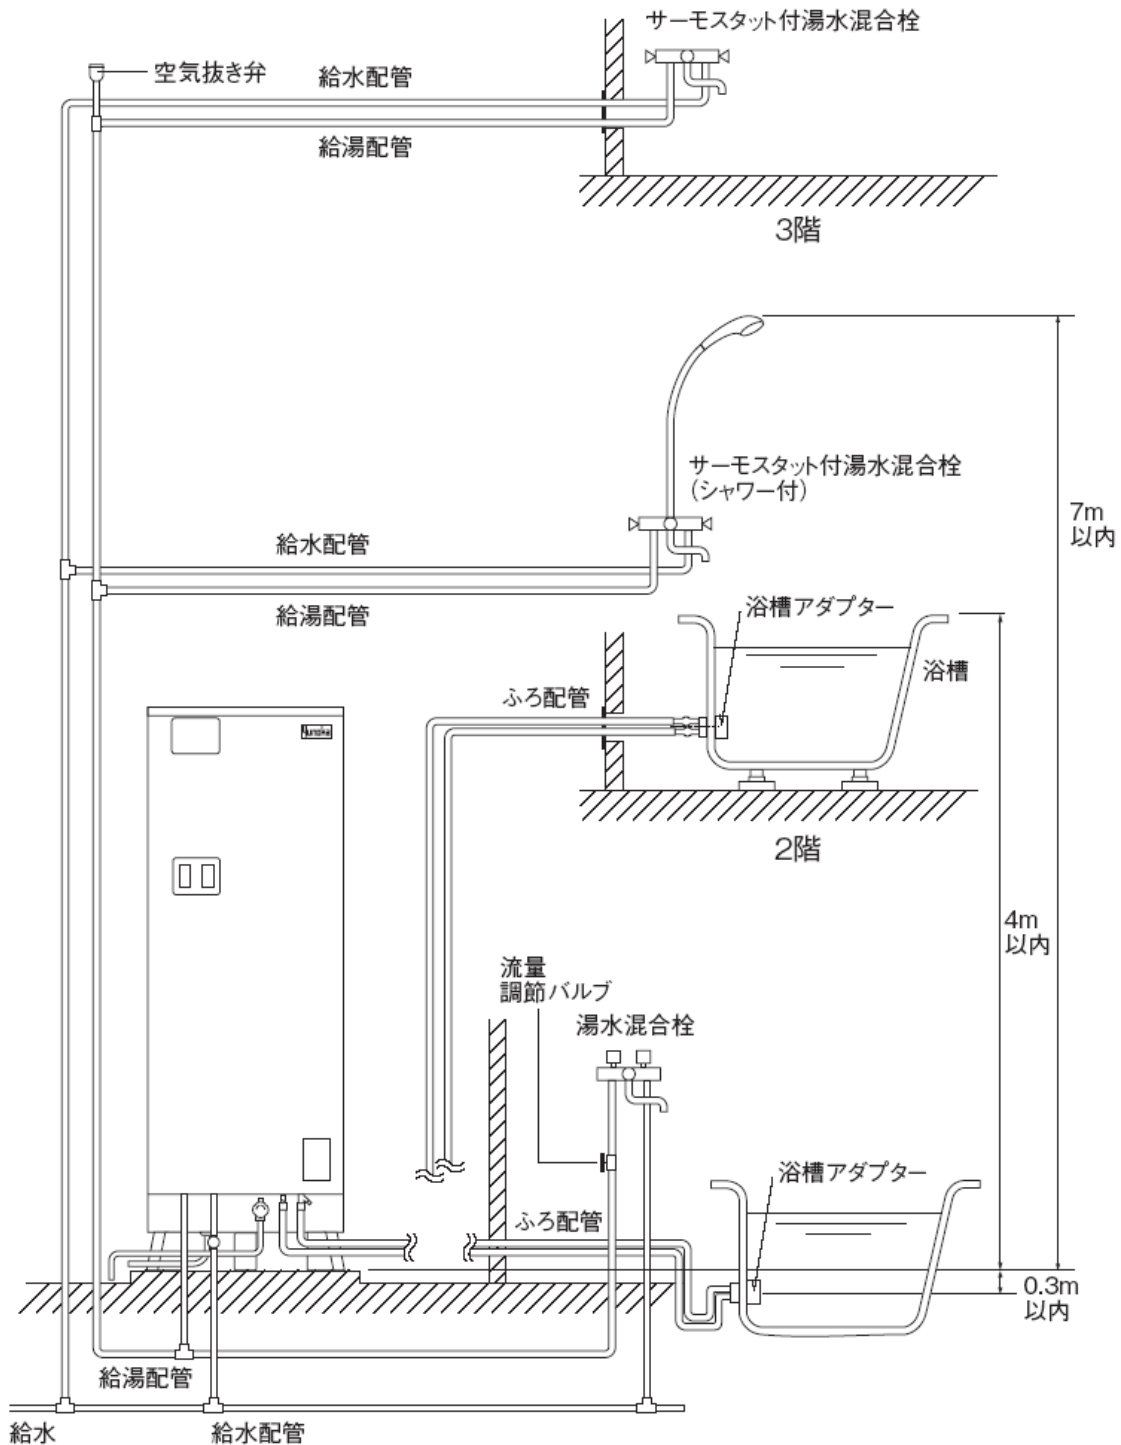 サーモスタット付湯水混合栓
空気抜き弁
給水配管
給湯配管
3階
サーモスタット付湯水混合栓
（シャワー付）
7m
以内
給水配管
給湯配管
浴槽アダプター
浴槽
ふろ配管
Yunoka
2階
4m
以内
流量
調節バルブ
湯水混合栓
浴槽アダプター
ふろ配管
0.3m
以内
給湯配管
給水
給水配管